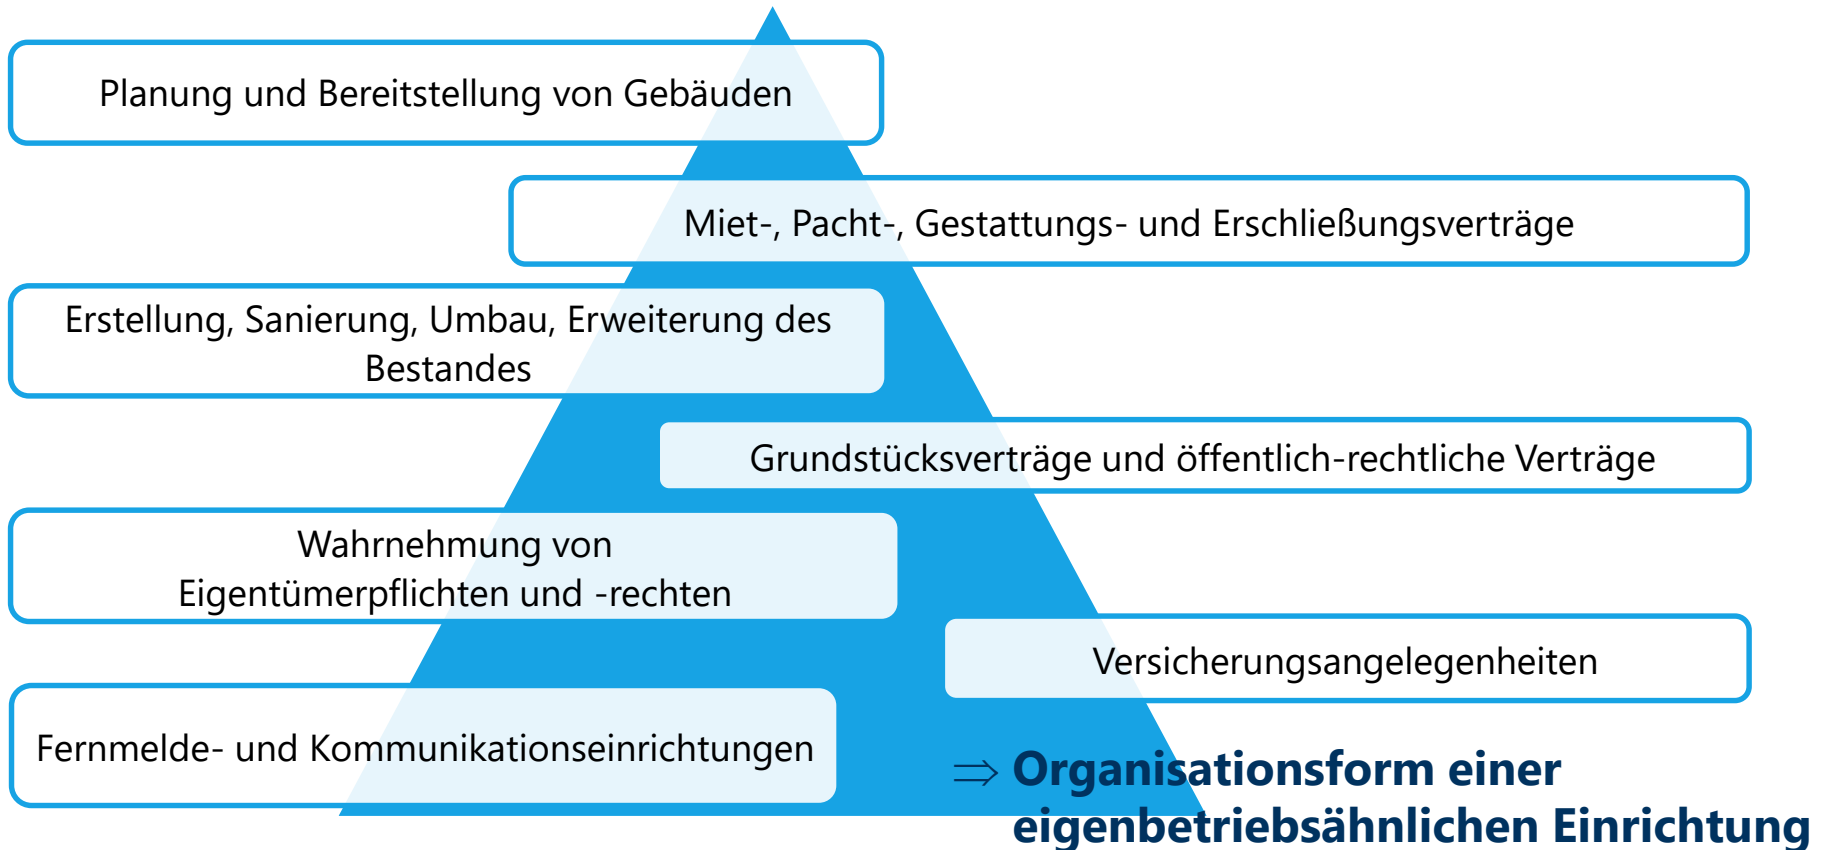 Planung und Bereitstellung von Gebäuden
Miet-, Pacht-, Gestattungs- und Erschließungsverträge
Erstellung, Sanierung, Umbau, Erweiterung des
Bestandes
Grundstücksverträge und öffentlich-rechtliche Verträge
Wahrnehmung von
Eigentümerpflichten und -rechten
Versicherungsangelegenheiten
Fernmelde- und Kommunikationseinrichtungen
⇒ Organisationsform einer
eigenbetriebsähnlichen Einrichtung